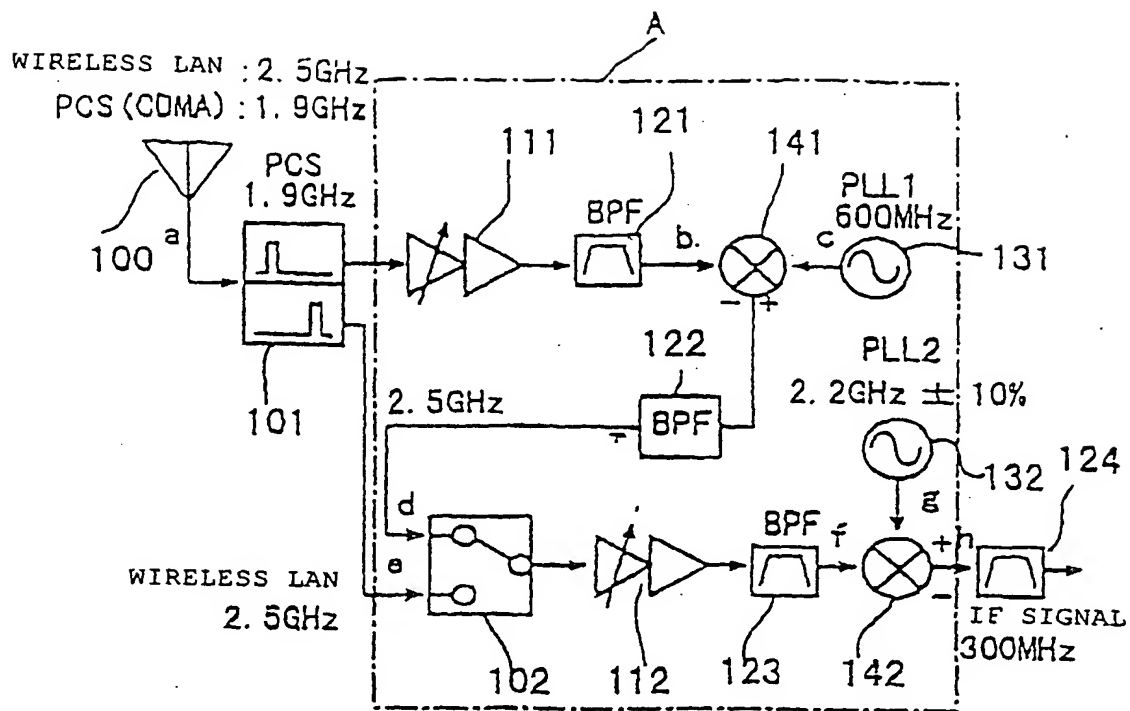 A
WIRELESS LAN : 2.5GHz
PCS (CDMA) : 1.9GHz
111
121
141
PCS
1.9GHz
BPF
PLL1
600MHz
100
a
b.
c
131
- +
122
PLL2
2.2GHz ± 10%
101
2.5GHz
BPF
132
124
d
g
BPF
f
+
h
e
WIRELESS LAN
2.5GHz
-
IF SIGNAL
300MHz
102
112
123
142